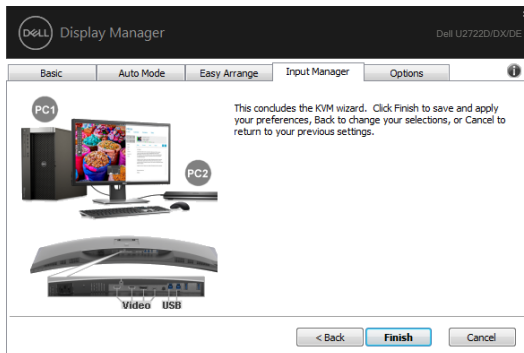 DELL Display Manager
Dell U2722D/DX/DE
Basic
Auto Mode
Easy Arrange
Input Manager
Options
PC1
PC2
This concludes the KVM wizard. Click Finish to save and apply
your preferences, Back to change your selections, or Cancel to
return to your previous settings.
Video USB
< Back
Finish
Cancel